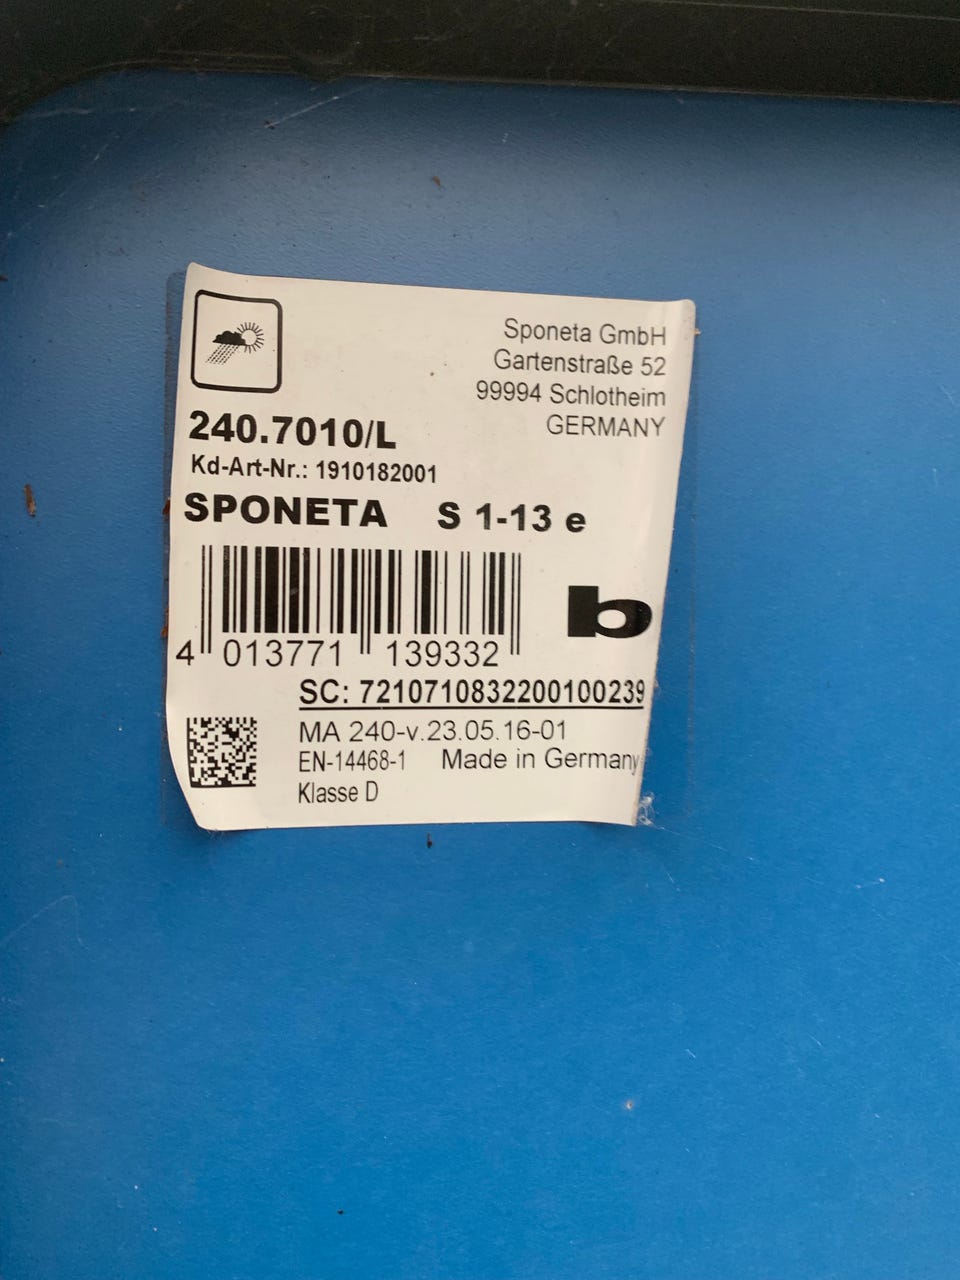 Sponeta GmbH
Gartenstraße 52
99994 Schlotheim
GERMANY
240.7010/L
Kd-Art-Nr.: 1910182001
SPONETA S 1-13 e
b
4 013771 139332
SC: 7210710832200100239
MA 240-v.23.05.16-01
EN-14468-1 Made in Germany
Klasse D